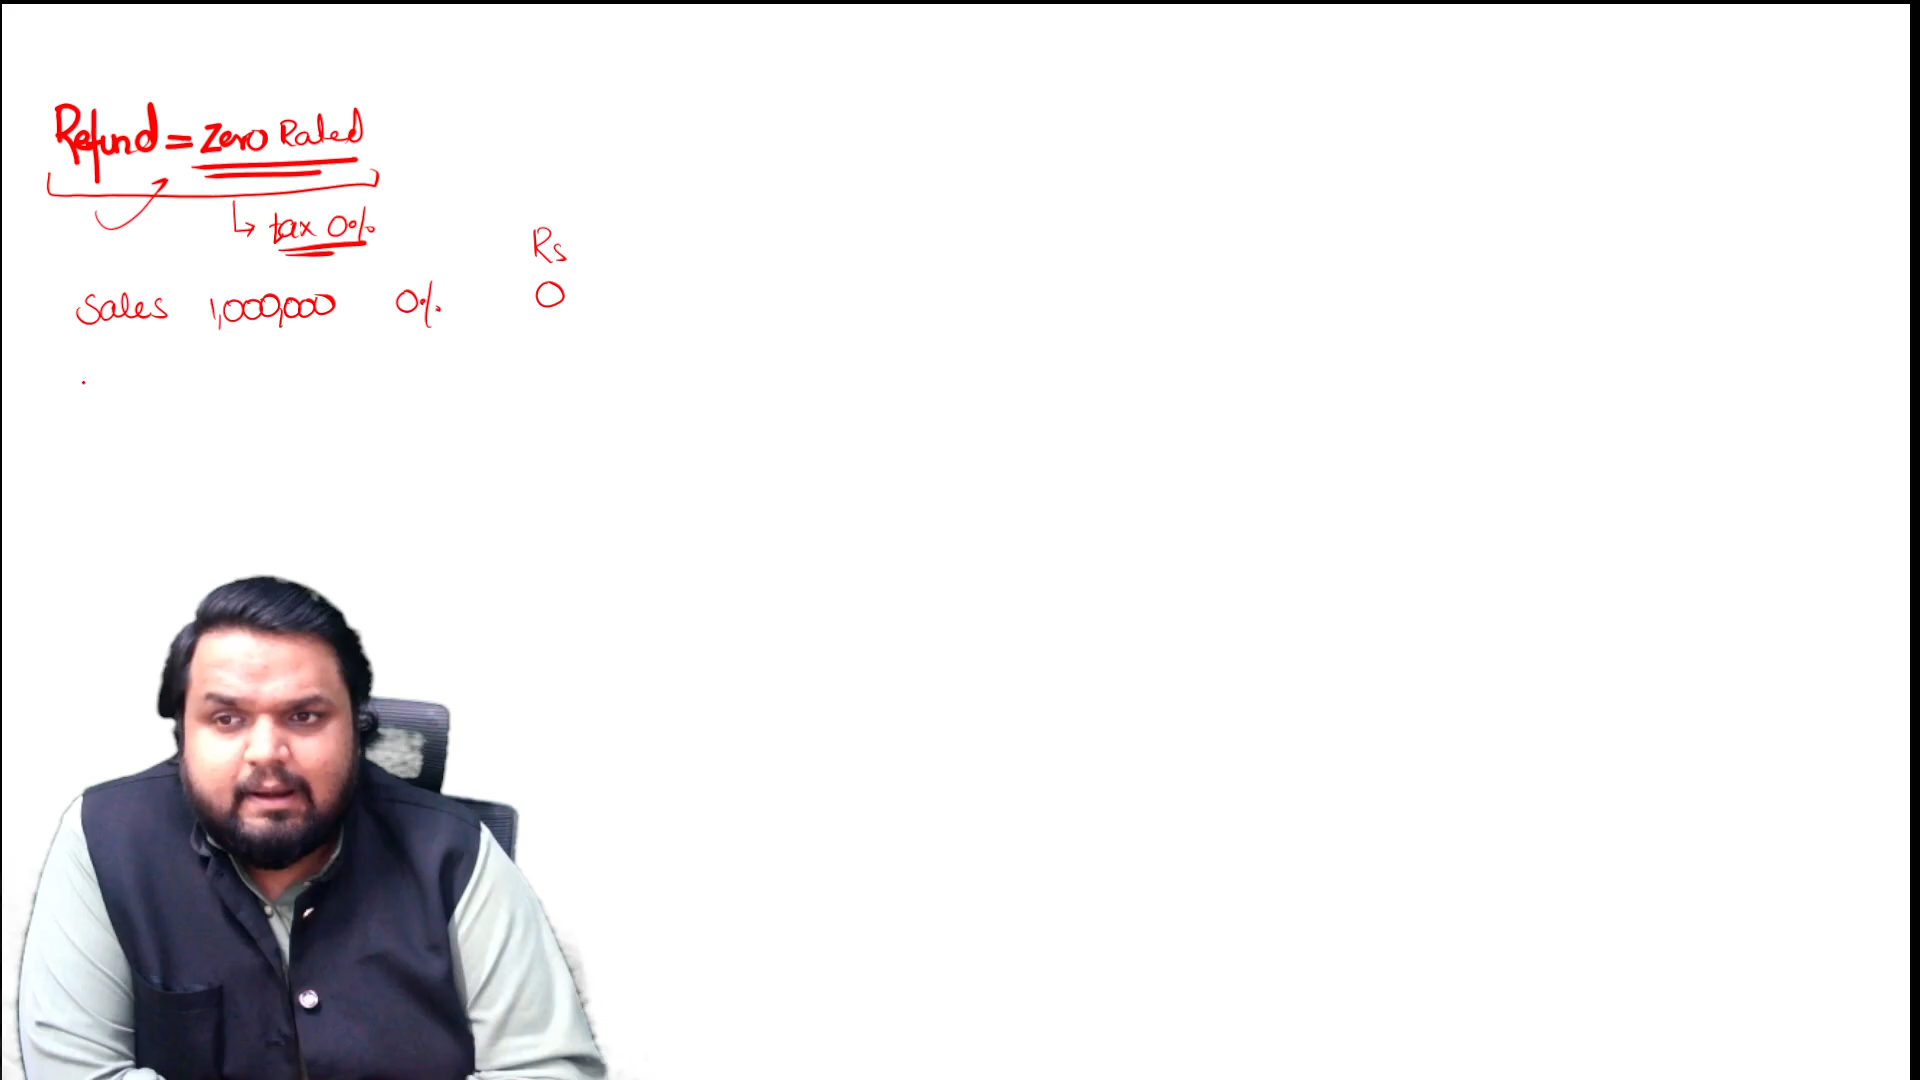 Refund = Zero Rated
↳ tax 0%
Rs
Sales 1,000,000 0% 0